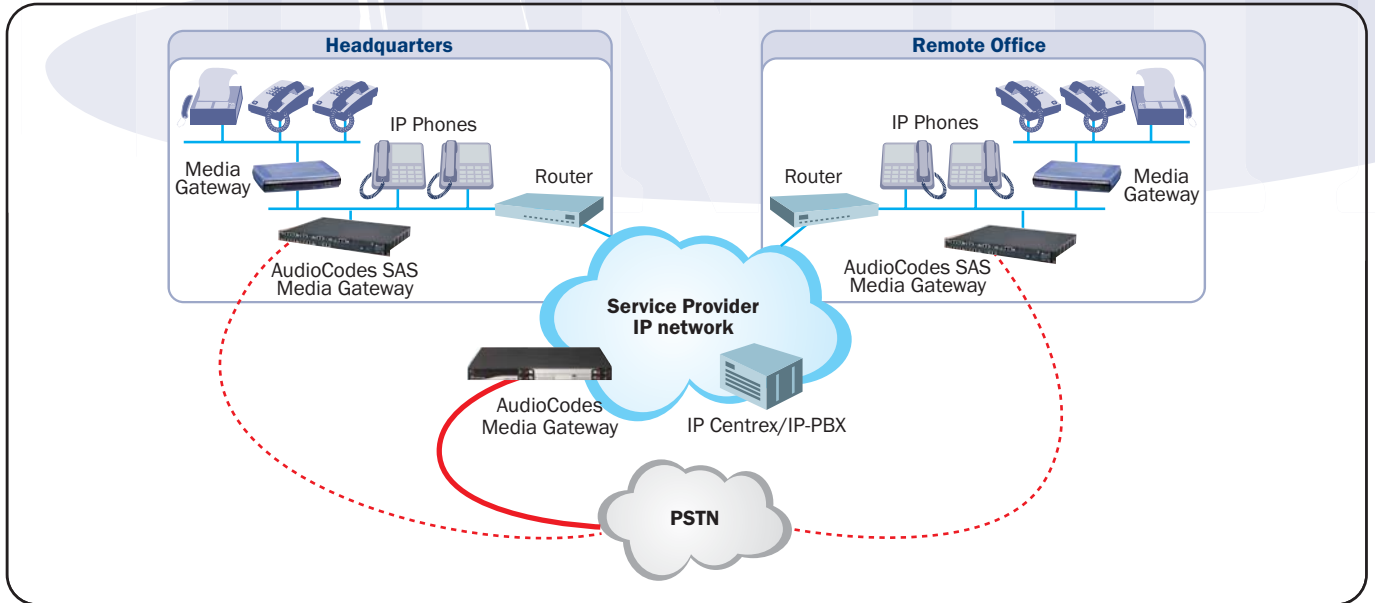 Headquarters
Remote Office
IP Phones
Media
Gateway
Router
AudioCodes SAS
Media Gateway
IP Phones
Router
Media
Gateway
AudioCodes SAS
Media Gateway
Service Provider
IP network
AudioCodes
Media Gateway
IP Centrex/IP-PBX
PSTN